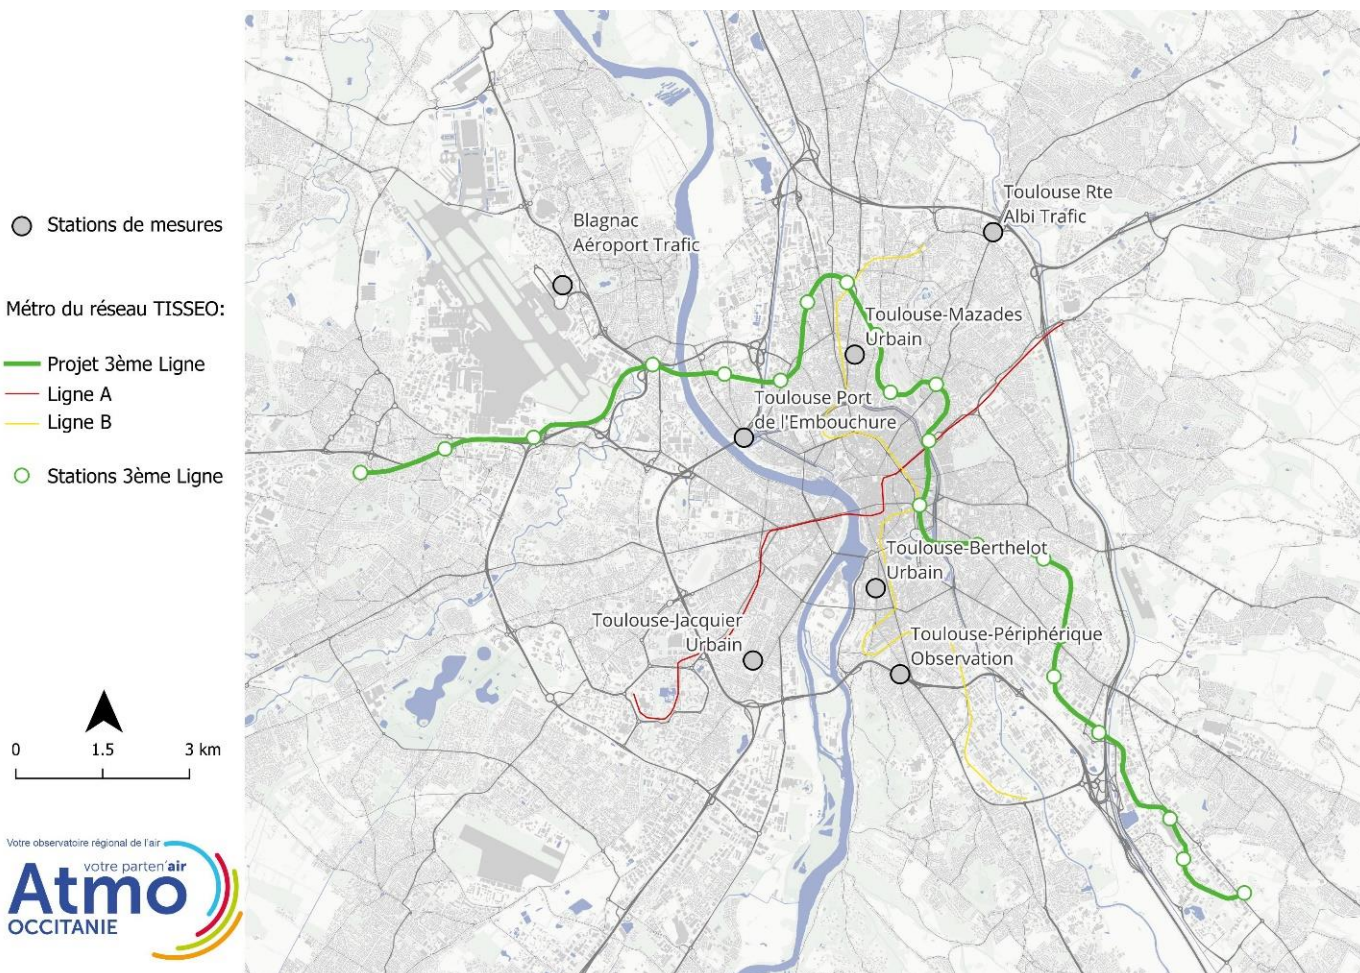 Stations de mesures
Métro du réseau TISSEO:
Projet 3ème Ligne
Ligne A
Ligne B
Stations 3ème Ligne
0 1.5 3 km
Votre observatoire régional de l'air
votre parten'air
Atmo
OCCITANIE
Blagnac
Aéroport Trafic
Toulouse Rte
Albi Trafic
Toulouse-Mazades
Urbain
Toulouse Port
de l'Embouchure
Toulouse-Berthelot
Urbain
Toulouse-Jacquier
Urbain
Toulouse-Périphérique
Observation